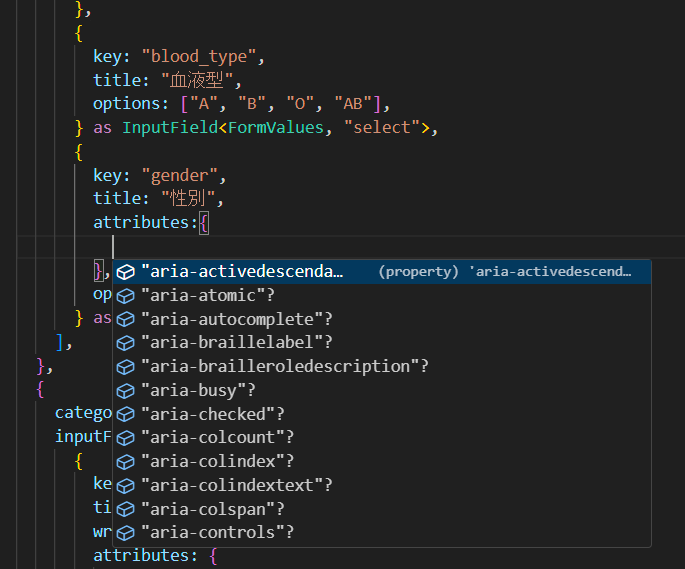 },
{
key: "blood_type",
title: "血液型",
options: ["A", "B", "O", "AB"],
} as InputField<FormValues, "select">,
{
key: "gender",
title: "性別",
attributes:{
"aria-activedescenda… (property) 'aria-activedescend…
}, "aria-atomic"?
op "aria-autocomplete"?
} as "aria-braillelabel"?
], "aria-brailleroledescription"?
}, "aria-busy"?
{ "aria-checked"?
catego "aria-colcount"?
inputF "aria-colindex"?
{ "aria-colindextext"?
ke "aria-colspan"?
ti "aria-controls"?
wr
attributes: {